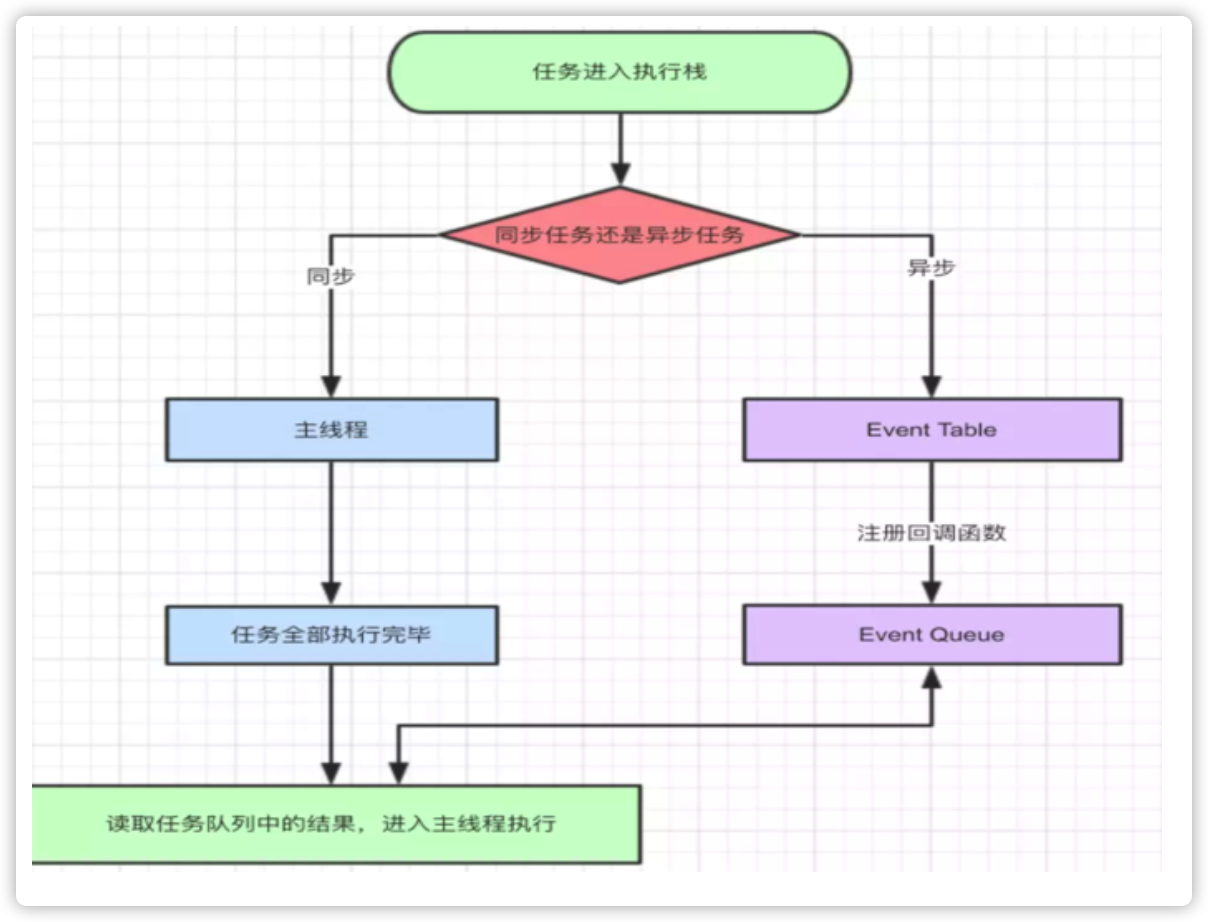 任务进入执行栈
同步任务还是异步任务
同步
异步
主线程
Event Table
注册回调函数
任务全部执行完毕
Event Queue
读取任务队列中的结果，进入主线程执行